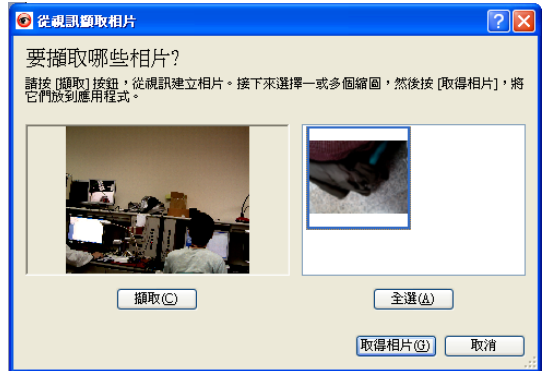 從視訊擷取相片
要擷取哪些相片?
請按 [擷取] 按鈕，從視訊建立相片。接下來選擇一或多個縮圖，然後按 [取得相片]，將
它們放到應用程式。
擷取(C)
全選(A)
取得相片(G)
取消